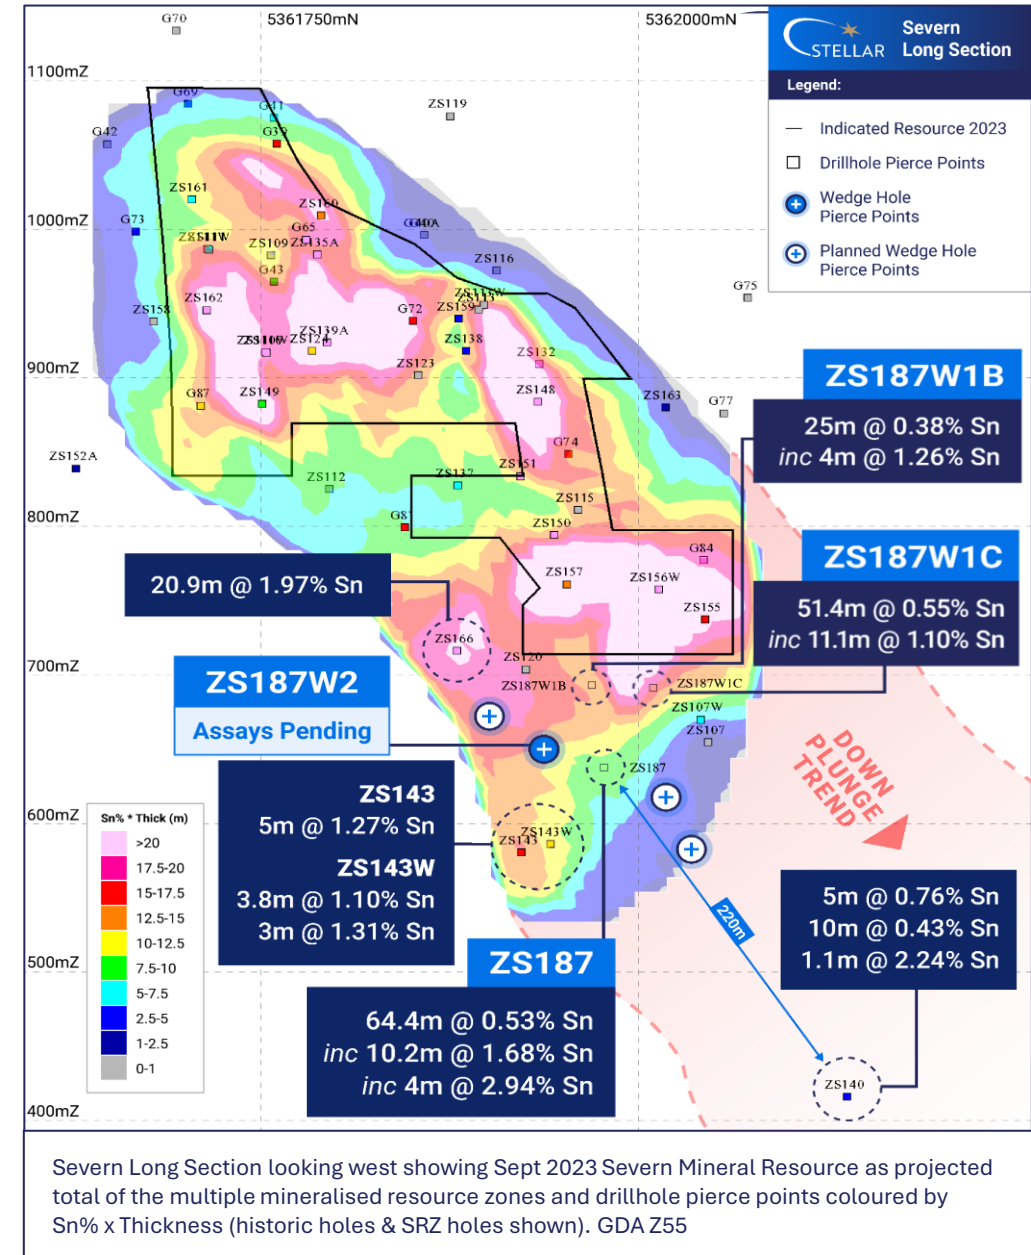 G70
5361750mN
5362000mN
STELLAR
Severn
Long Section
Legend:
Indicated Resource 2023
Drillhole Pierce Points
Wedge Hole
Pierce Points
Planned Wedge Hole
Pierce Points
1100mZ
G69
G41
ZS119
G42
G39
ZS161
ZS160
1000mZ
G73
G40A
G65
ZS111W
ZS109
ZS135A
ZS116
G43
G75
ZS162
ZS158
G72
ZS159
ZS113
ZS139A
ZS124
ZS138
ZS132
900mZ
ZS123
ZS148
G87
ZS149
ZS163
G77
ZS187W1B
25m @ 0.38% Sn
inc 4m @ 1.26% Sn
G74
ZS152A
ZS151
ZS112
ZS137
ZS115
800mZ
ZS150
G84
ZS187W1C
51.4m @ 0.55% Sn
inc 11.1m @ 1.10% Sn
20.9m @ 1.97% Sn
ZS157
ZS156W
ZS155
ZS166
ZS120
700mZ
ZS187W1B
ZS187W1C
ZS187W2
Assays Pending
ZS107W
ZS107
DOWN
PLUNGE
TREND
ZS187
ZS143
5m @ 1.27% Sn
ZS143W
3.8m @ 1.10% Sn
3m @ 1.31% Sn
600mZ
ZS143W
ZS143
Sn% * Thick (m)
>20
17.5-20
15-17.5
12.5-15
10-12.5
7.5-10
5-7.5
2.5-5
1-2.5
0-1
220m
5m @ 0.76% Sn
10m @ 0.43% Sn
1.1m @ 2.24% Sn
500mZ
ZS187
64.4m @ 0.53% Sn
inc 10.2m @ 1.68% Sn
inc 4m @ 2.94% Sn
ZS140
400mZ
Severn Long Section looking west showing Sept 2023 Severn Mineral Resource as projected
total of the multiple mineralised resource zones and drillhole pierce points coloured by
Sn% x Thickness (historic holes & SRZ holes shown). GDA Z55